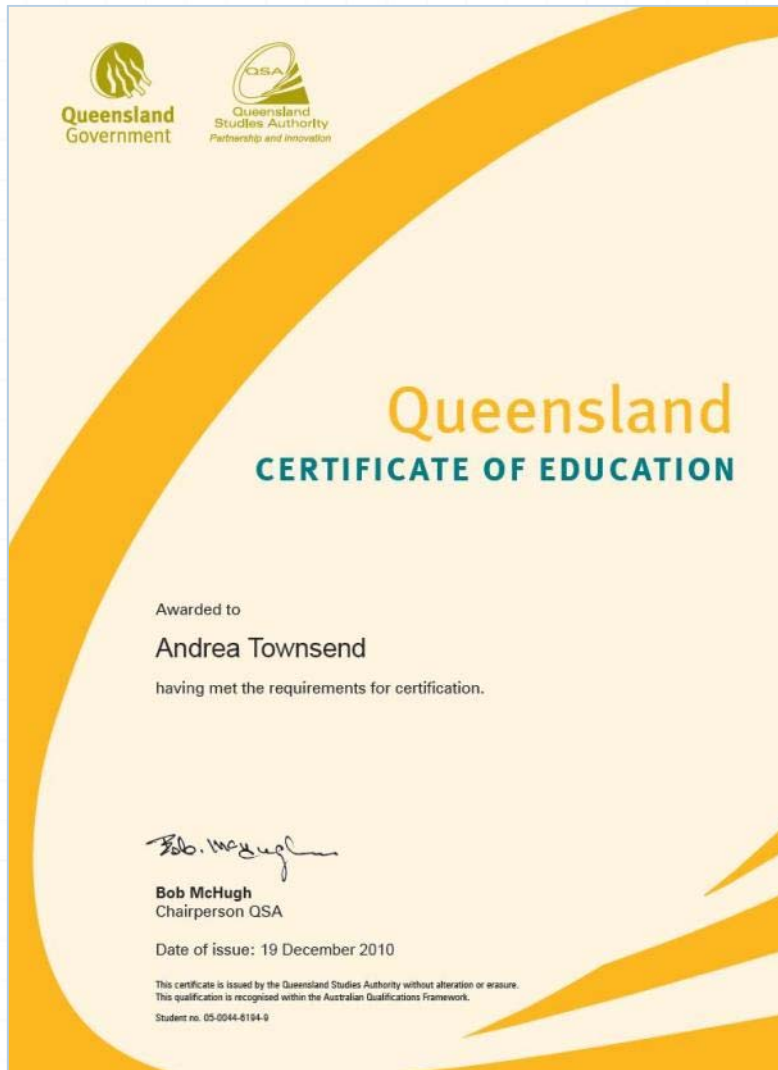 Queensland
Government
QSA
Queensland
Studies Authority
Partnership and innovation
Queensland
CERTIFICATE OF EDUCATION
Awarded to
Andrea Townsend
having met the requirements for certification.
Bob. McHugh
Bob McHugh
Chairperson QSA
Date of issue: 19 December 2010
This certificate is issued by the Queensland Studies Authority without alteration or erasure.
This qualification is recognised within the Australian Qualifications Framework.
Student no. 05-0044-6194-9